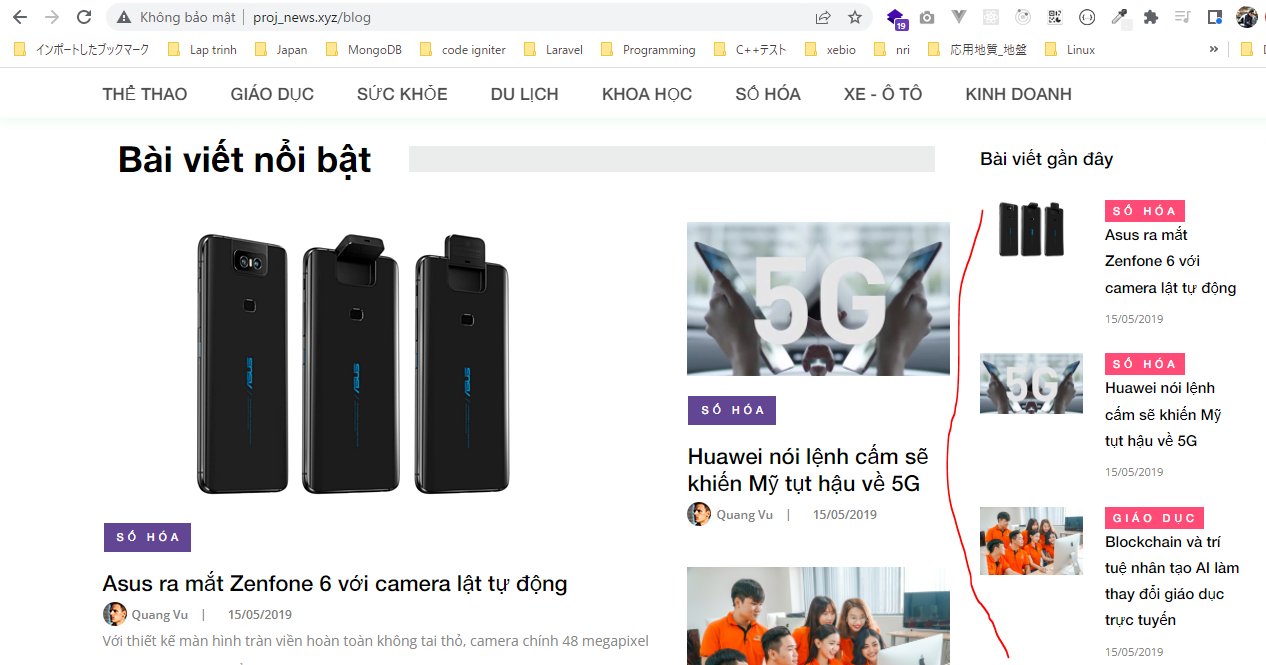 Không bảo mật | proj_news.xyz/blog
19
インポートしたブックマーク Lap trinh Japan MongoDB code igniter Laravel Programming C++テスト xebio nri 応用地質_地盤 Linux »
THỂ THAO GIÁO DỤC SỨC KHỎE DU LỊCH KHOA HỌC SỐ HÓA XE - Ô TÔ KINH DOANH
Bài viết nổi bật
ASUS
ASUS
ASUS
SỐ HÓA
Asus ra mắt Zenfone 6 với camera lật tự động
Quang Vu | 15/05/2019
Với thiết kế màn hình tràn viền hoàn toàn không tai thỏ, camera chính 48 megapixel
5G
SỐ HÓA
Huawei nói lệnh cấm sẽ
khiến Mỹ tụt hậu về 5G
Quang Vu | 15/05/2019
Bài viết gần đây
SỐ HÓA
Asus ra mắt
Zenfone 6 với
camera lật tự động
15/05/2019
5G
SỐ HÓA
Huawei nói lệnh
cấm sẽ khiến Mỹ
tụt hậu về 5G
15/05/2019
GIÁO DỤC
Blockchain và trí
tuệ nhân tạo AI làm
thay đổi giáo dục
trực tuyến
15/05/2019